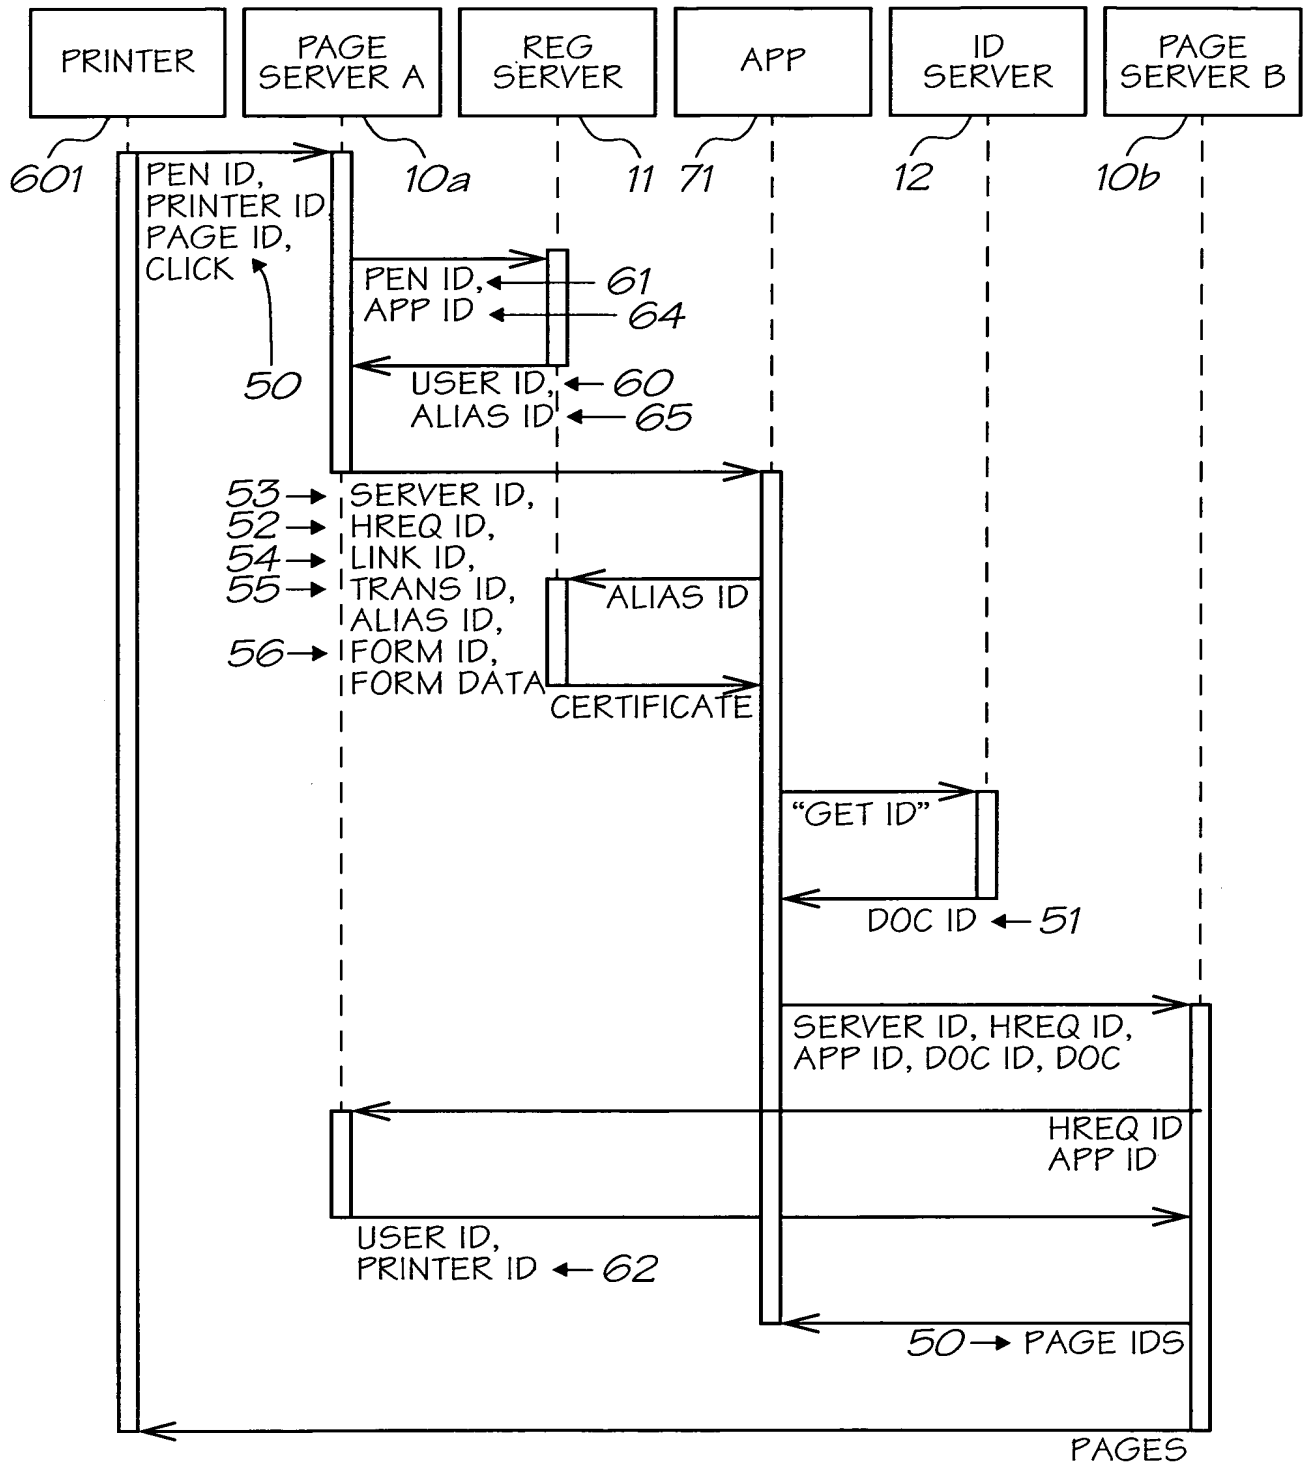 PRINTER
PAGE
SERVER A
REG
SERVER
APP
ID
SERVER
PAGE
SERVER B
601
10a
11
71
12
10b
PEN ID,
PRINTER ID
PAGE ID,
CLICK
50
PEN ID,
61
APP ID
64
USER ID,
60
ALIAS ID
65
53
SERVER ID,
52
HREQ ID,
54
LINK ID,
55
TRANS ID,
ALIAS ID,
56
FORM ID,
FORM DATA
ALIAS ID
CERTIFICATE
“GET ID”
DOC ID
51
SERVER ID, HREQ ID,
APP ID, DOC ID, DOC
HREQ ID
APP ID
USER ID,
PRINTER ID
62
50
PAGE IDS
PAGES